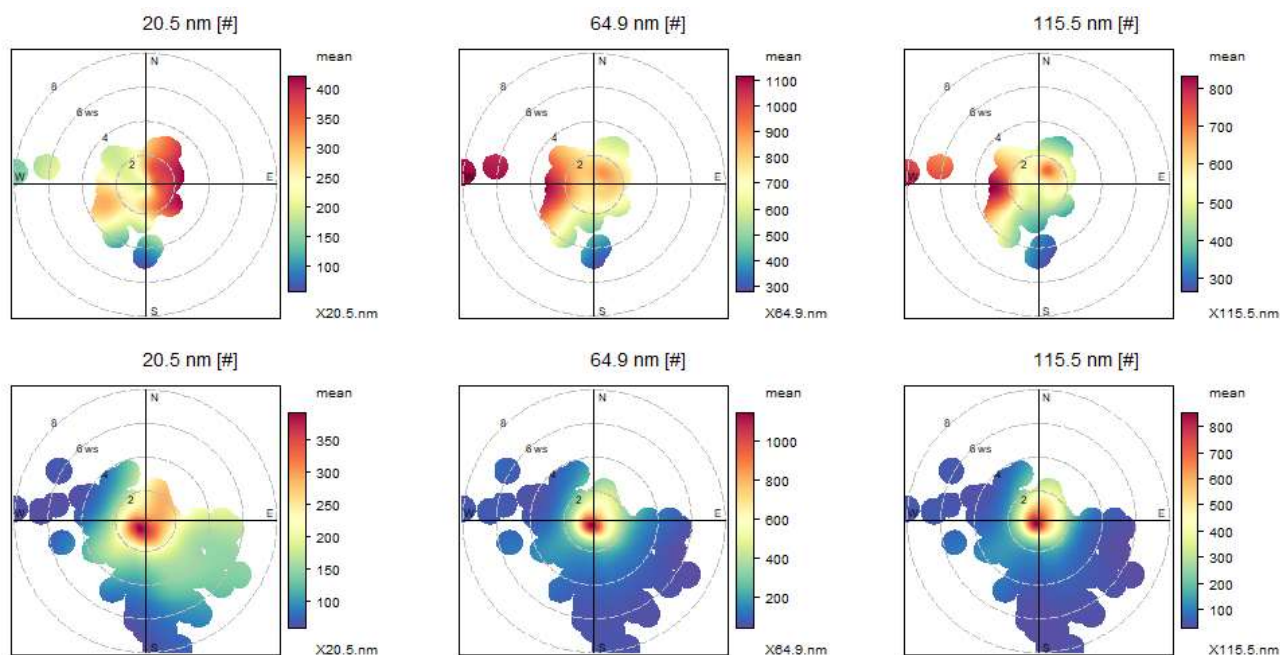 20.5 nm [#]
mean
N
8
6 ws
4
2
W
E
S
400
350
300
250
200
150
100
X20.5.nm
64.9 nm [#]
mean
N
8
6 ws
4
2
W
E
S
1100
1000
900
800
700
600
500
400
300
X64.9.nm
115.5 nm [#]
mean
N
8
6 ws
4
2
W
E
S
800
700
600
500
400
300
X115.5.nm
20.5 nm [#]
mean
N
8
6 ws
4
2
W
E
S
350
300
250
200
150
100
X20.5.nm
64.9 nm [#]
mean
N
8
6 ws
4
2
W
E
S
1000
800
600
400
200
X64.9.nm
115.5 nm [#]
mean
N
8
6 ws
4
2
W
E
S
800
700
600
500
400
300
200
100
X115.5.nm